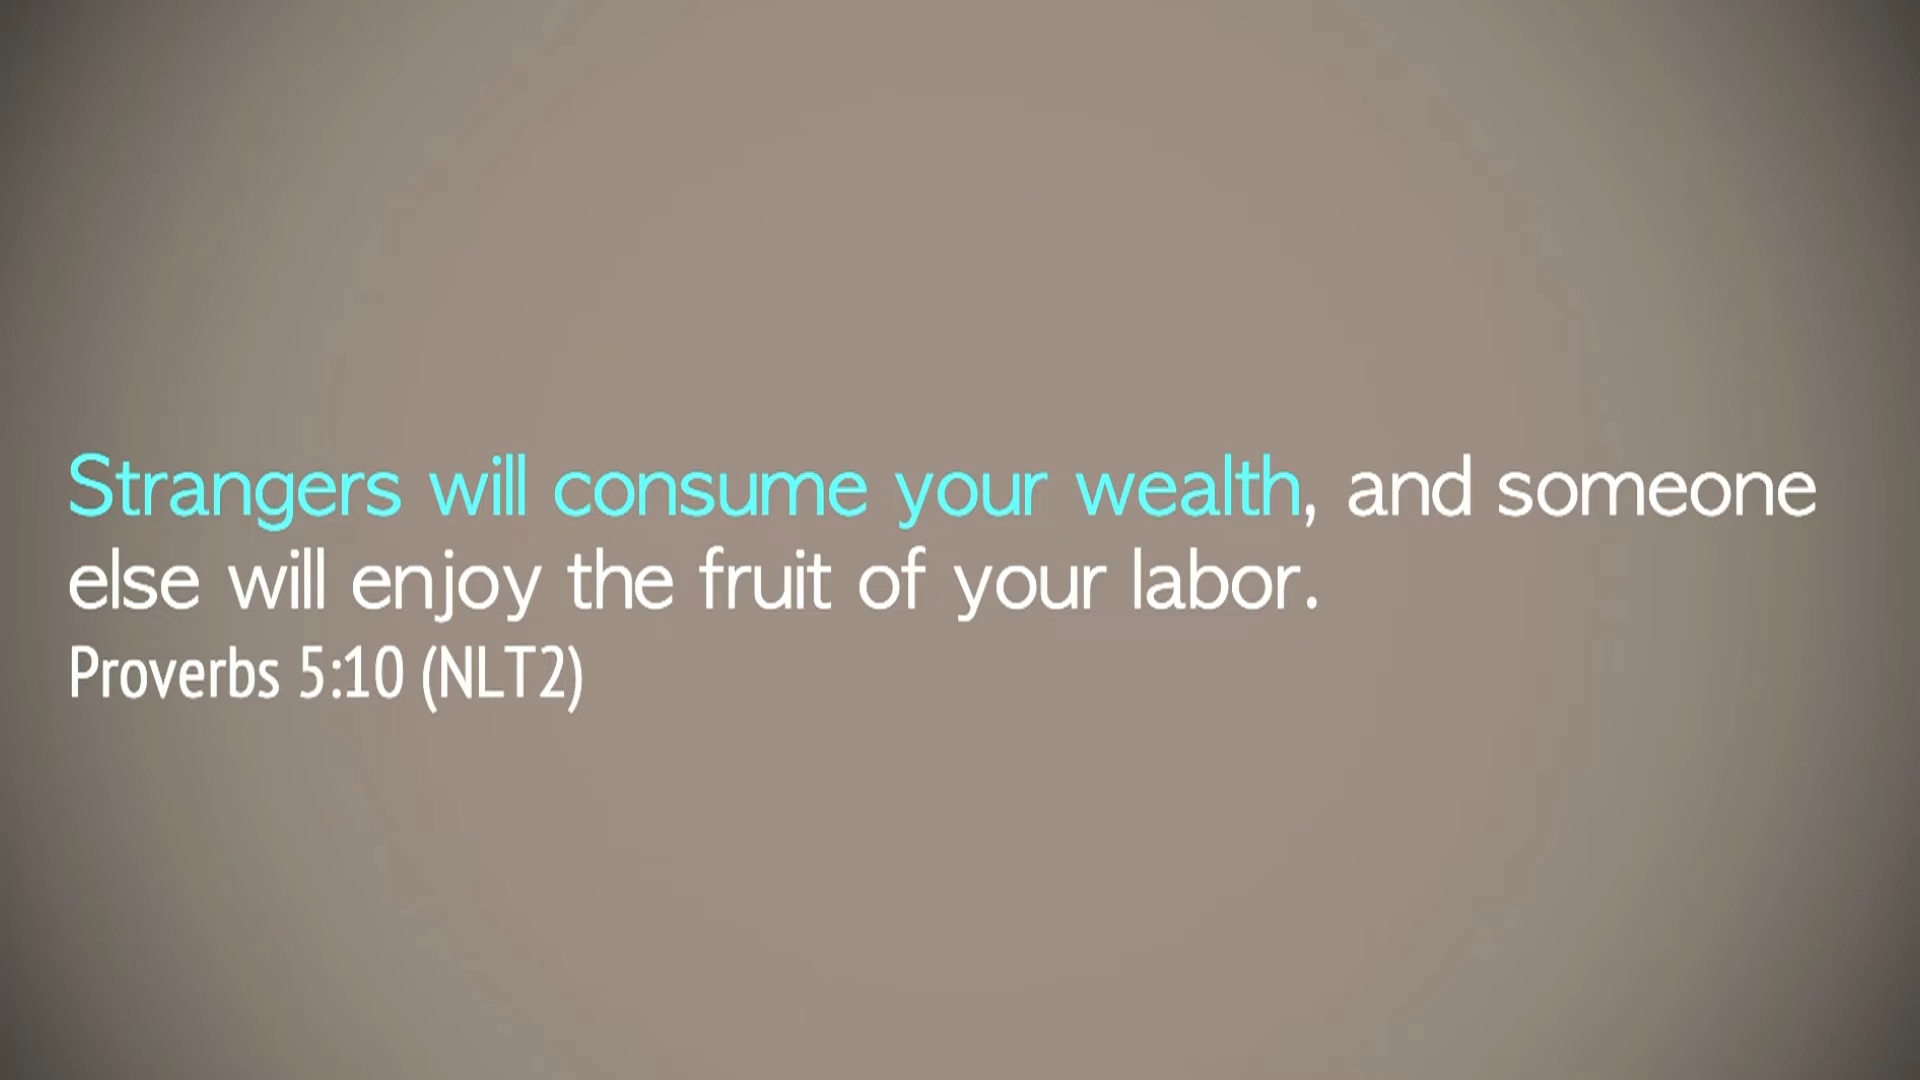 Strangers will consume your wealth, and someone
else will enjoy the fruit of your labor.
Proverbs 5:10 (NLT2)